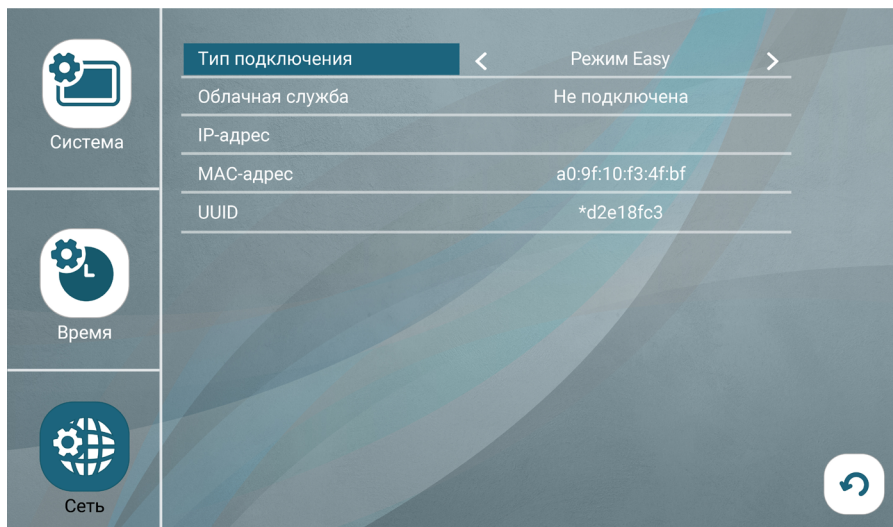 Система
Время
Сеть
Тип подключения Режим Easy
Облачная служба Не подключена
IP-адрес
MAC-адрес a0:9f:10:f3:4f:bf
UUID *d2e18fc3